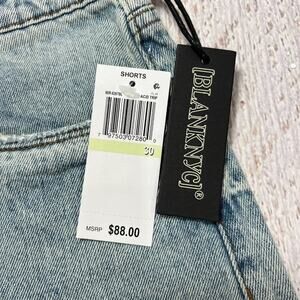 SHORTS
ACID TRIP
30
MSRP $88.00
[BLANKNYC]®